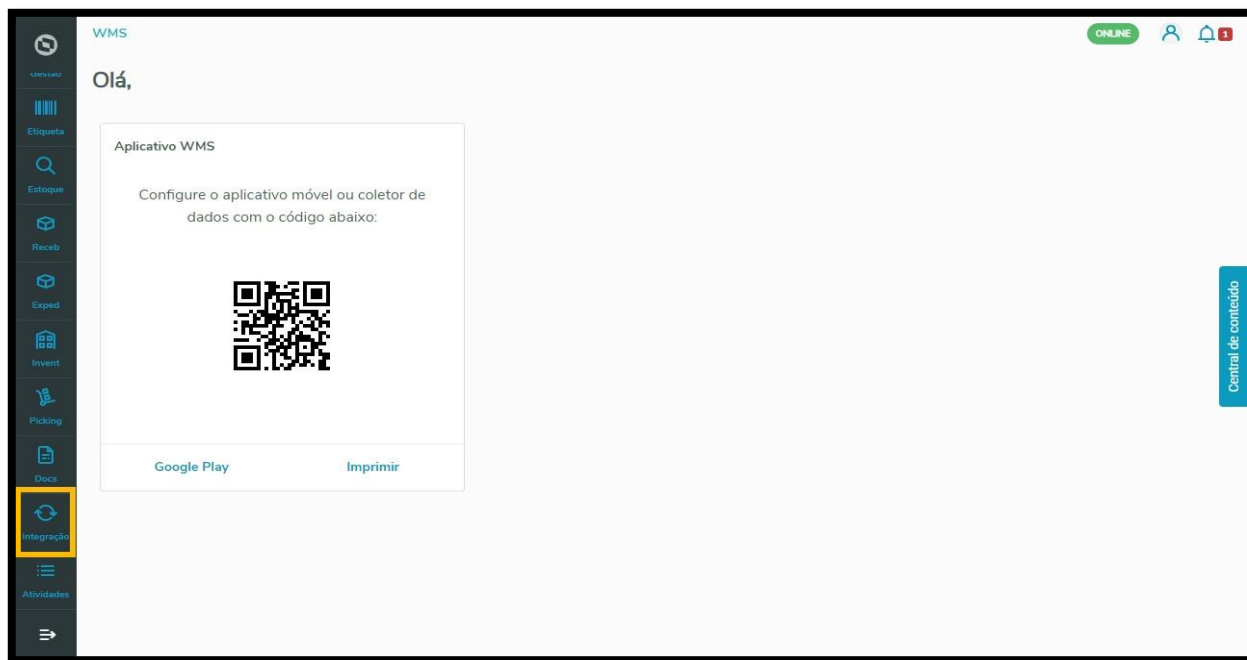 WMS
ONLINE
1
Olá,
Gestão
Etiqueta
Estoque
Receb
Exped
Invent
Picking
Docs
Integração
Atividades
Aplicativo WMS
Configure o aplicativo móvel ou coletor de
dados com o código abaixo:
Google Play
Imprimir
Central de conteúdo